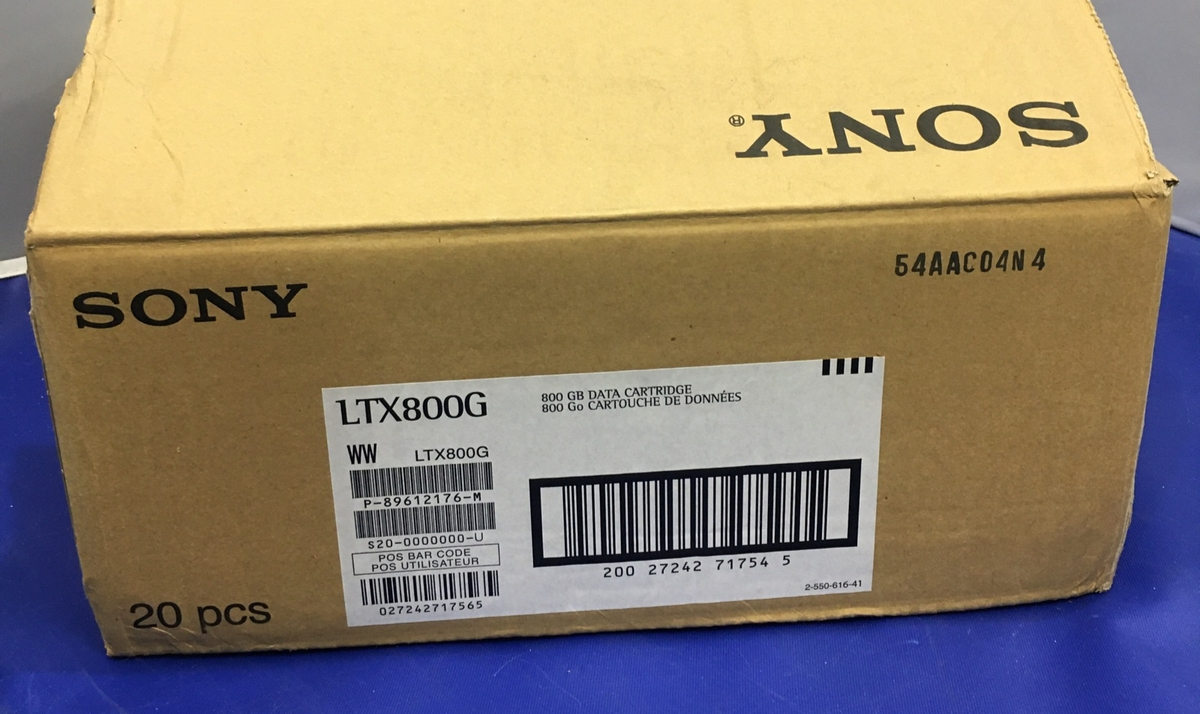 SONY®
SONY
54AAC04N4
LTX800G
800 GB DATA CARTRIDGE
800 Go CARTOUCHE DE DONNÉES
WW LTX800G
P-89612176-M
S20-0000000-U
POS BAR CODE
POS UTILISATEUR
027242717565
200 27242 71754 5
2-550-616-41
20 pcs